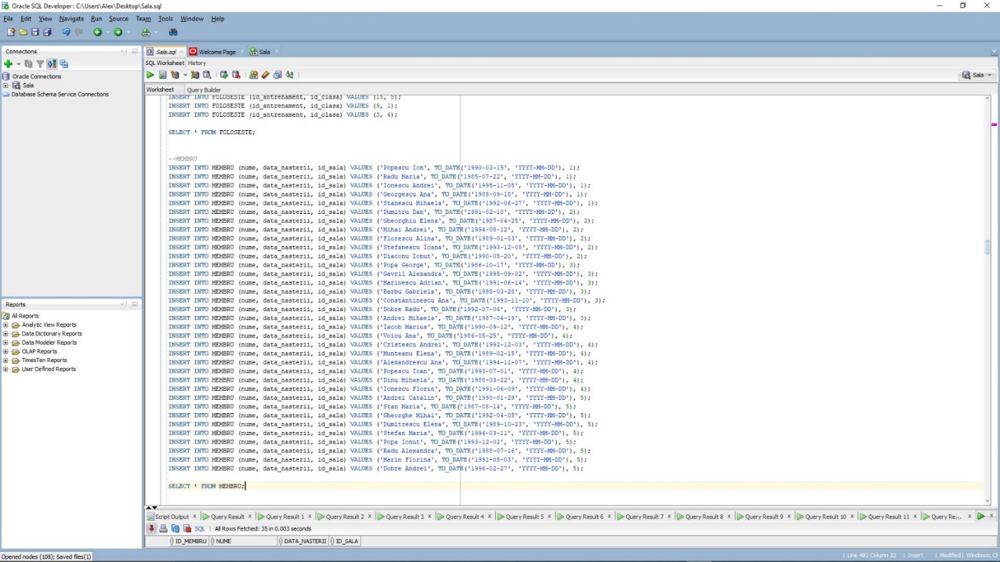 Oracle SQL Developer : C:\Users\Alex\Desktop\Sala.sql
File Edit View Navigate Run Source Team Tools Window Help
Connections
Oracle Connections
Sala
Database Schema Service Connections
Reports
All Reports
Analytic View Reports
Data Dictionary Reports
Data Modeler Reports
OLAP Reports
TimesTen Reports
User Defined Reports
Sala.sql Welcome Page Sala
SQL Worksheet History
Sala
Worksheet Query Builder
INSERT INTO FOLOSESTE (id_antrenament, id_clasa) VALUES (15, 5);
INSERT INTO FOLOSESTE (id_antrenament, id_clasa) VALUES (9, 1);
INSERT INTO FOLOSESTE (id_antrenament, id_clasa) VALUES (3, 4);
SELECT * FROM FOLOSESTE;
--MEMBRU
INSERT INTO MEMBRU (nume, data_nasterii, id_sala) VALUES ('Popescu Ion', TO_DATE('1990-03-15', 'YYYY-MM-DD'), 1);
INSERT INTO MEMBRU (nume, data_nasterii, id_sala) VALUES ('Radu Maria', TO_DATE('1985-07-22', 'YYYY-MM-DD'), 1);
INSERT INTO MEMBRU (nume, data_nasterii, id_sala) VALUES ('Ionescu Andrei', TO_DATE('1995-11-05', 'YYYY-MM-DD'), 1);
INSERT INTO MEMBRU (nume, data_nasterii, id_sala) VALUES ('Georgescu Ana', TO_DATE('1988-09-18', 'YYYY-MM-DD'), 1);
INSERT INTO MEMBRU (nume, data_nasterii, id_sala) VALUES ('Stanescu Mihaela', TO_DATE('1992-06-27', 'YYYY-MM-DD'), 1);
INSERT INTO MEMBRU (nume, data_nasterii, id_sala) VALUES ('Dumitru Dan', TO_DATE('1991-02-10', 'YYYY-MM-DD'), 2);
INSERT INTO MEMBRU (nume, data_nasterii, id_sala) VALUES ('Gheorghiu Elena', TO_DATE('1987-04-25', 'YYYY-MM-DD'), 2);
INSERT INTO MEMBRU (nume, data_nasterii, id_sala) VALUES ('Mihai Andrei', TO_DATE('1994-08-12', 'YYYY-MM-DD'), 2);
INSERT INTO MEMBRU (nume, data_nasterii, id_sala) VALUES ('Florescu Alina', TO_DATE('1989-01-03', 'YYYY-MM-DD'), 2);
INSERT INTO MEMBRU (nume, data_nasterii, id_sala) VALUES ('Stefanescu Ioana', TO_DATE('1993-12-08', 'YYYY-MM-DD'), 2);
INSERT INTO MEMBRU (nume, data_nasterii, id_sala) VALUES ('Diaconu Ionut', TO_DATE('1990-05-20', 'YYYY-MM-DD'), 2);
INSERT INTO MEMBRU (nume, data_nasterii, id_sala) VALUES ('Popa George', TO_DATE('1986-10-17', 'YYYY-MM-DD'), 3);
INSERT INTO MEMBRU (nume, data_nasterii, id_sala) VALUES ('Gavril Alexandra', TO_DATE('1995-09-02', 'YYYY-MM-DD'), 3);
INSERT INTO MEMBRU (nume, data_nasterii, id_sala) VALUES ('Marinescu Adrian', TO_DATE('1991-06-14', 'YYYY-MM-DD'), 3);
INSERT INTO MEMBRU (nume, data_nasterii, id_sala) VALUES ('Barbu Gabriela', TO_DATE('1988-03-28', 'YYYY-MM-DD'), 3);
INSERT INTO MEMBRU (nume, data_nasterii, id_sala) VALUES ('Constantinescu Ana', TO_DATE('1993-11-10', 'YYYY-MM-DD'), 3);
INSERT INTO MEMBRU (nume, data_nasterii, id_sala) VALUES ('Dobre Radu', TO_DATE('1992-07-06', 'YYYY-MM-DD'), 3);
INSERT INTO MEMBRU (nume, data_nasterii, id_sala) VALUES ('Andrei Mihaela', TO_DATE('1987-04-19', 'YYYY-MM-DD'), 3);
INSERT INTO MEMBRU (nume, data_nasterii, id_sala) VALUES ('Iacob Marius', TO_DATE('1990-09-12', 'YYYY-MM-DD'), 4);
INSERT INTO MEMBRU (nume, data_nasterii, id_sala) VALUES ('Voicu Ana', TO_DATE('1986-05-25', 'YYYY-MM-DD'), 4);
INSERT INTO MEMBRU (nume, data_nasterii, id_sala) VALUES ('Cristescu Andrei', TO_DATE('1992-12-03', 'YYYY-MM-DD'), 4);
INSERT INTO MEMBRU (nume, data_nasterii, id_sala) VALUES ('Munteanu Elena', TO_DATE('1989-02-15', 'YYYY-MM-DD'), 4);
INSERT INTO MEMBRU (nume, data_nasterii, id_sala) VALUES ('Alexandrescu Ana', TO_DATE('1994-11-07', 'YYYY-MM-DD'), 4);
INSERT INTO MEMBRU (nume, data_nasterii, id_sala) VALUES ('Popescu Ioan', TO_DATE('1993-07-01', 'YYYY-MM-DD'), 4);
INSERT INTO MEMBRU (nume, data_nasterii, id_sala) VALUES ('Dinu Mihaela', TO_DATE('1988-03-22', 'YYYY-MM-DD'), 4);
INSERT INTO MEMBRU (nume, data_nasterii, id_sala) VALUES ('Ionescu Florin', TO_DATE('1991-06-09', 'YYYY-MM-DD'), 4);
INSERT INTO MEMBRU (nume, data_nasterii, id_sala) VALUES ('Andrei Catalin', TO_DATE('1990-01-29', 'YYYY-MM-DD'), 5);
INSERT INTO MEMBRU (nume, data_nasterii, id_sala) VALUES ('Stan Maria', TO_DATE('1987-08-14', 'YYYY-MM-DD'), 5);
INSERT INTO MEMBRU (nume, data_nasterii, id_sala) VALUES ('Gheorghe Mihai', TO_DATE('1992-04-05', 'YYYY-MM-DD'), 5);
INSERT INTO MEMBRU (nume, data_nasterii, id_sala) VALUES ('Dumitrescu Elena', TO_DATE('1989-10-23', 'YYYY-MM-DD'), 5);
INSERT INTO MEMBRU (nume, data_nasterii, id_sala) VALUES ('Stefan Maria', TO_DATE('1994-03-11', 'YYYY-MM-DD'), 5);
INSERT INTO MEMBRU (nume, data_nasterii, id_sala) VALUES ('Popa Ionut', TO_DATE('1993-12-02', 'YYYY-MM-DD'), 5);
INSERT INTO MEMBRU (nume, data_nasterii, id_sala) VALUES ('Radu Alexandra', TO_DATE('1988-07-16', 'YYYY-MM-DD'), 5);
INSERT INTO MEMBRU (nume, data_nasterii, id_sala) VALUES ('Marin Florina', TO_DATE('1991-05-03', 'YYYY-MM-DD'), 5);
INSERT INTO MEMBRU (nume, data_nasterii, id_sala) VALUES ('Dobre Andrei', TO_DATE('1996-02-27', 'YYYY-MM-DD'), 5);
SELECT * FROM MEMBRU;
Script Output x Query Result x Query Result 1 x Query Result 2 x Query Result 3 x Query Result 4 x Query Result 5 x Query Result 6 x Query Result 7 x Query Result 8 x Query Result 9 x Query Result 10 x Query Result 11 x Query Re... x
SQL | All Rows Fetched: 35 in 0.003 seconds
ID_MEMBRU NUME DATA_NASTERII ID_SALA
Opened nodes (108); Saved files(1)
| Line 483 Column 22 | Insert | Modified | Windows: Cl